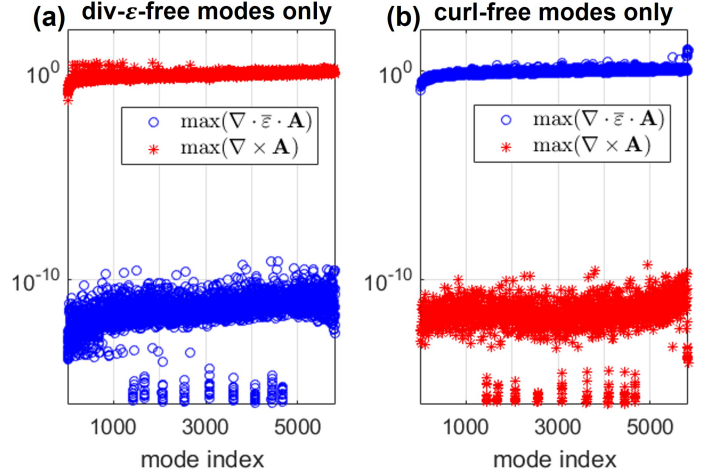 (a) div-ε-free modes only
10^0
max(∇ · ε̿ · A)
max(∇ × A)
10^-10
1000 3000 5000
mode index
(b) curl-free modes only
10^0
max(∇ · ε̿ · A)
max(∇ × A)
10^-10
1000 3000 5000
mode index